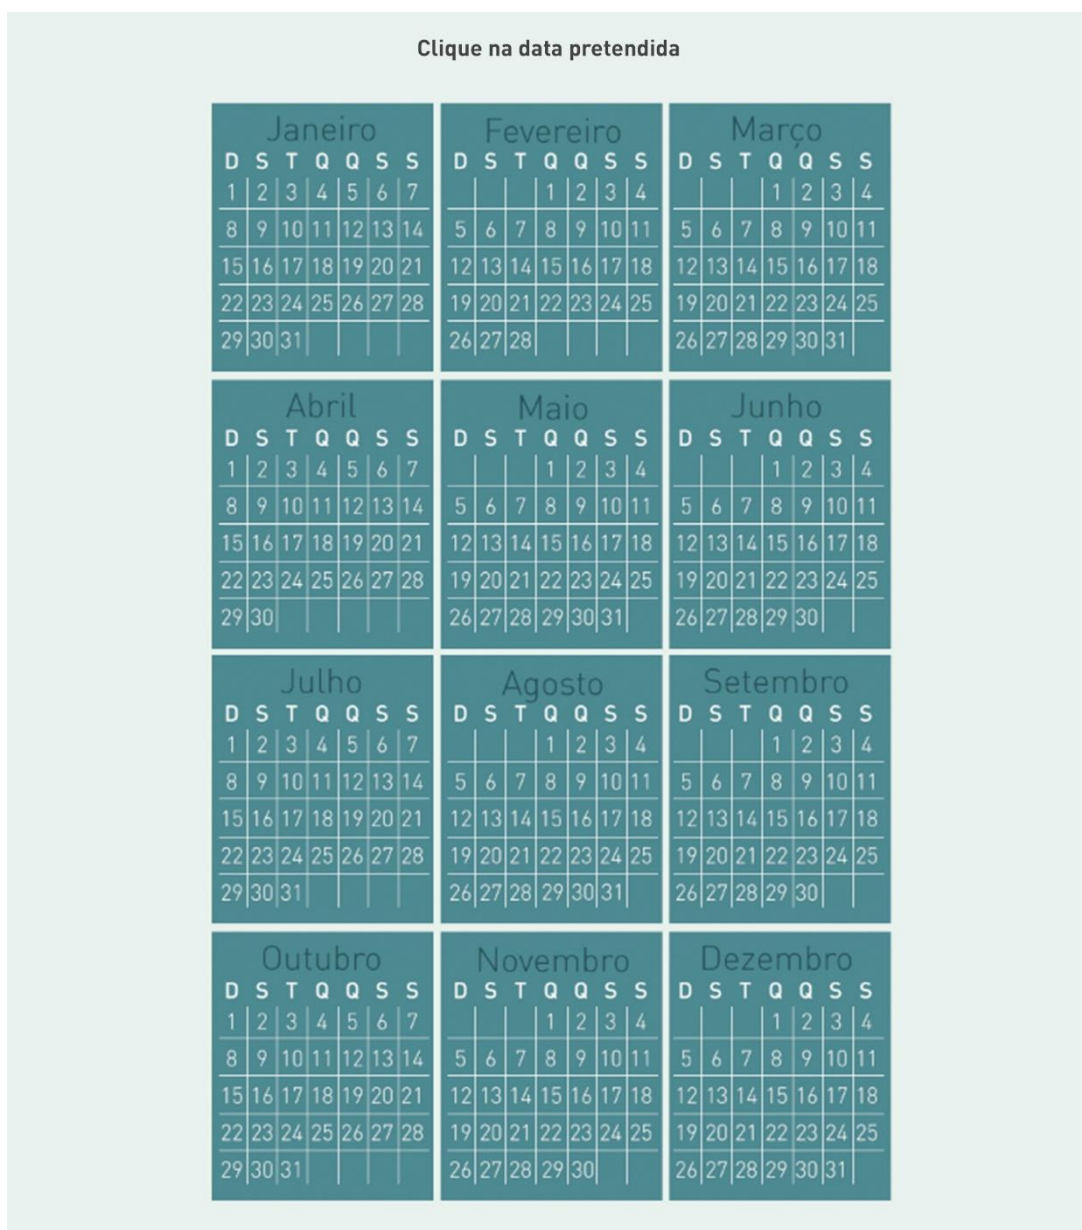 Clique na data pretendida
Janeiro
D S T Q Q S S
1 2 3 4 5 6 7
8 9 10 11 12 13 14
15 16 17 18 19 20 21
22 23 24 25 26 27 28
29 30 31
Fevereiro
D S T Q Q S S
1 2 3 4
5 6 7 8 9 10 11
12 13 14 15 16 17 18
19 20 21 22 23 24 25
26 27 28
Março
D S T Q Q S S
1 2 3 4
5 6 7 8 9 10 11
12 13 14 15 16 17 18
19 20 21 22 23 24 25
26 27 28 29 30 31
Abril
D S T Q Q S S
1 2 3 4 5 6 7
8 9 10 11 12 13 14
15 16 17 18 19 20 21
22 23 24 25 26 27 28
29 30
Maio
D S T Q Q S S
1 2 3 4
5 6 7 8 9 10 11
12 13 14 15 16 17 18
19 20 21 22 23 24 25
26 27 28 29 30 31
Junho
D S T Q Q S S
1 2 3 4
5 6 7 8 9 10 11
12 13 14 15 16 17 18
19 20 21 22 23 24 25
26 27 28 29 30
Julho
D S T Q Q S S
1 2 3 4 5 6 7
8 9 10 11 12 13 14
15 16 17 18 19 20 21
22 23 24 25 26 27 28
29 30 31
Agosto
D S T Q Q S S
1 2 3 4
5 6 7 8 9 10 11
12 13 14 15 16 17 18
19 20 21 22 23 24 25
26 27 28 29 30 31
Setembro
D S T Q Q S S
1 2 3 4
5 6 7 8 9 10 11
12 13 14 15 16 17 18
19 20 21 22 23 24 25
26 27 28 29 30
Outubro
D S T Q Q S S
1 2 3 4 5 6 7
8 9 10 11 12 13 14
15 16 17 18 19 20 21
22 23 24 25 26 27 28
29 30 31
Novembro
D S T Q Q S S
1 2 3 4
5 6 7 8 9 10 11
12 13 14 15 16 17 18
19 20 21 22 23 24 25
26 27 28 29 30
Dezembro
D S T Q Q S S
1 2 3 4
5 6 7 8 9 10 11
12 13 14 15 16 17 18
19 20 21 22 23 24 25
26 27 28 29 30 31